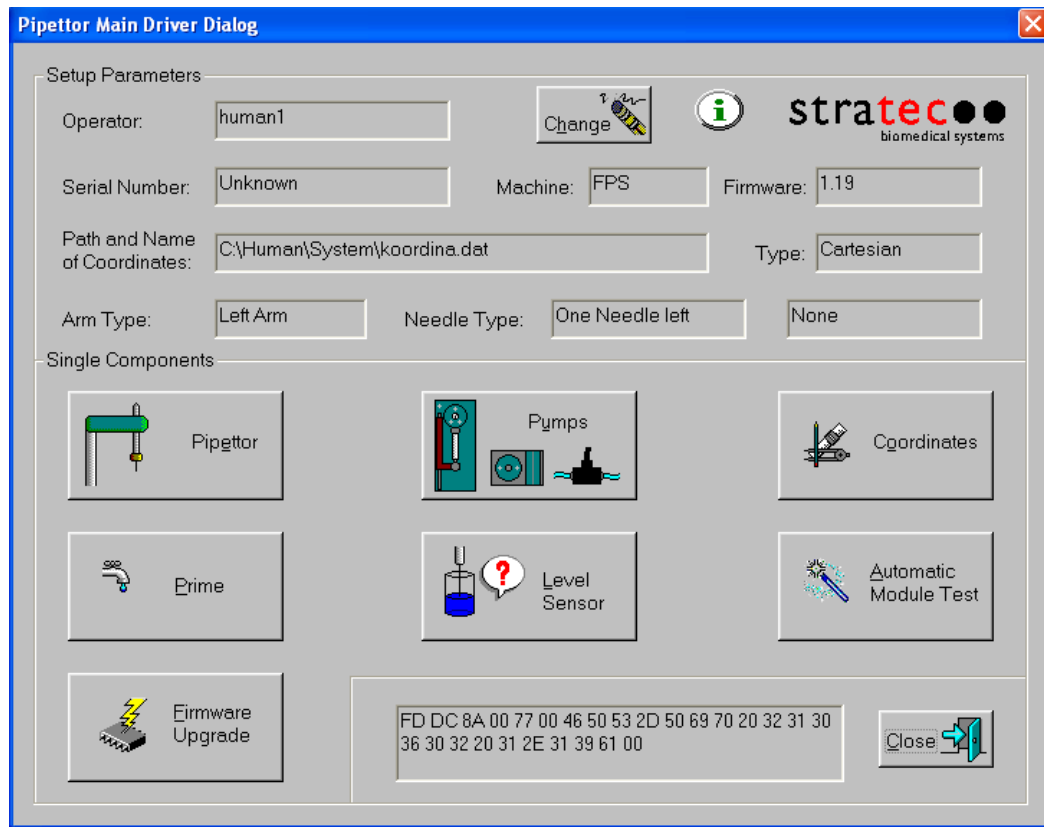 Pipettor Main Driver Dialog
Setup Parameters
Operator: human1 Change i stratec
biomedical systems
Serial Number: Unknown Machine: FPS Firmware: 1.19
Path and Name
of Coordinates: C:\Human\System\koordina.dat Type: Cartesian
Arm Type: Left Arm Needle Type: One Needle left None
Single Components
Pipettor Pumps Coordinates
Prime ? Level
Sensor
Automatic
Module Test
Firmware
Upgrade
FD DC 8A 00 77 00 46 50 53 2D 50 69 70 20 32 31 30
36 30 32 20 31 2E 31 39 61 00
Close